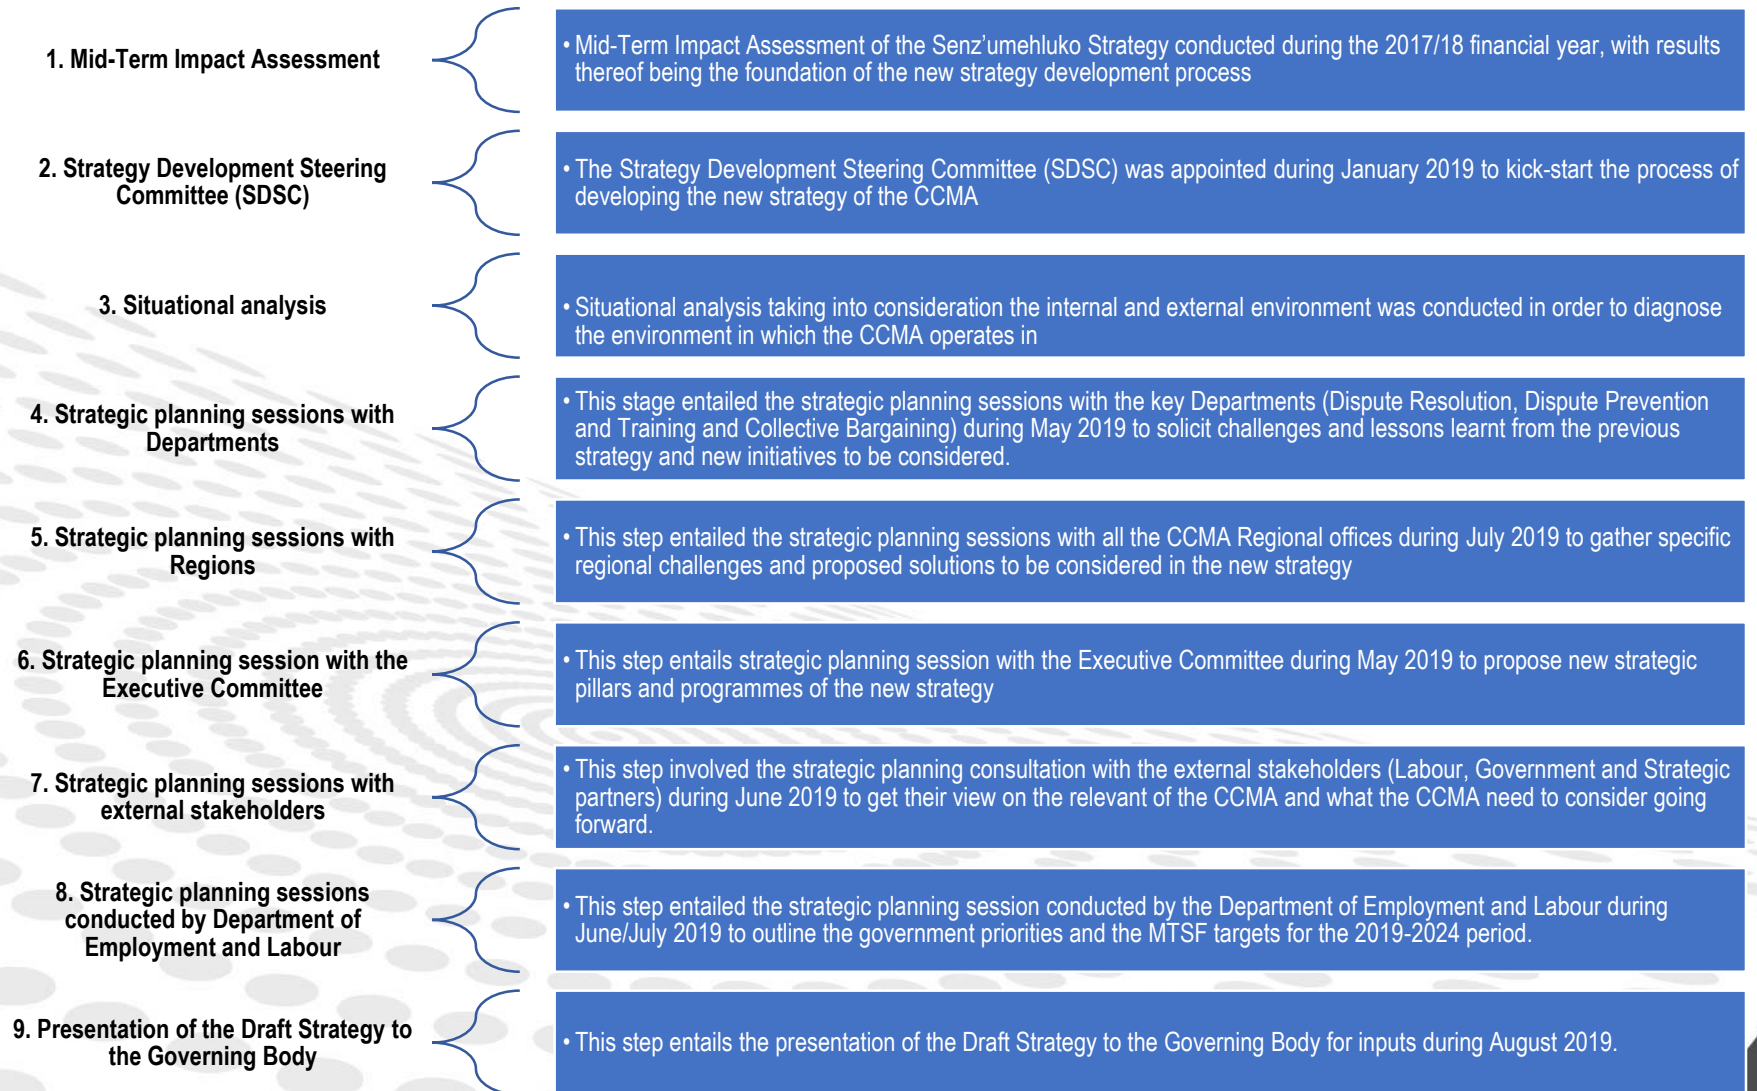 1. Mid-Term Impact Assessment
• Mid-Term Impact Assessment of the Senz'umehluko Strategy conducted during the 2017/18 financial year, with results
thereof being the foundation of the new strategy development process
2. Strategy Development Steering
Committee (SDSC)
• The Strategy Development Steering Committee (SDSC) was appointed during January 2019 to kick-start the process of
developing the new strategy of the CCMA
3. Situational analysis
• Situational analysis taking into consideration the internal and external environment was conducted in order to diagnose
the environment in which the CCMA operates in
4. Strategic planning sessions with
Departments
• This stage entailed the strategic planning sessions with the key Departments (Dispute Resolution, Dispute Prevention
and Training and Collective Bargaining) during May 2019 to solicit challenges and lessons learnt from the previous
strategy and new initiatives to be considered.
5. Strategic planning sessions with
Regions
• This step entailed the strategic planning sessions with all the CCMA Regional offices during July 2019 to gather specific
regional challenges and proposed solutions to be considered in the new strategy
6. Strategic planning session with the
Executive Committee
• This step entails strategic planning session with the Executive Committee during May 2019 to propose new strategic
pillars and programmes of the new strategy
7. Strategic planning sessions with
external stakeholders
• This step involved the strategic planning consultation with the external stakeholders (Labour, Government and Strategic
partners) during June 2019 to get their view on the relevant of the CCMA and what the CCMA need to consider going
forward.
8. Strategic planning sessions
conducted by Department of
Employment and Labour
• This step entailed the strategic planning session conducted by the Department of Employment and Labour during
June/July 2019 to outline the government priorities and the MTSF targets for the 2019-2024 period.
9. Presentation of the Draft Strategy to
the Governing Body
• This step entails the presentation of the Draft Strategy to the Governing Body for inputs during August 2019.